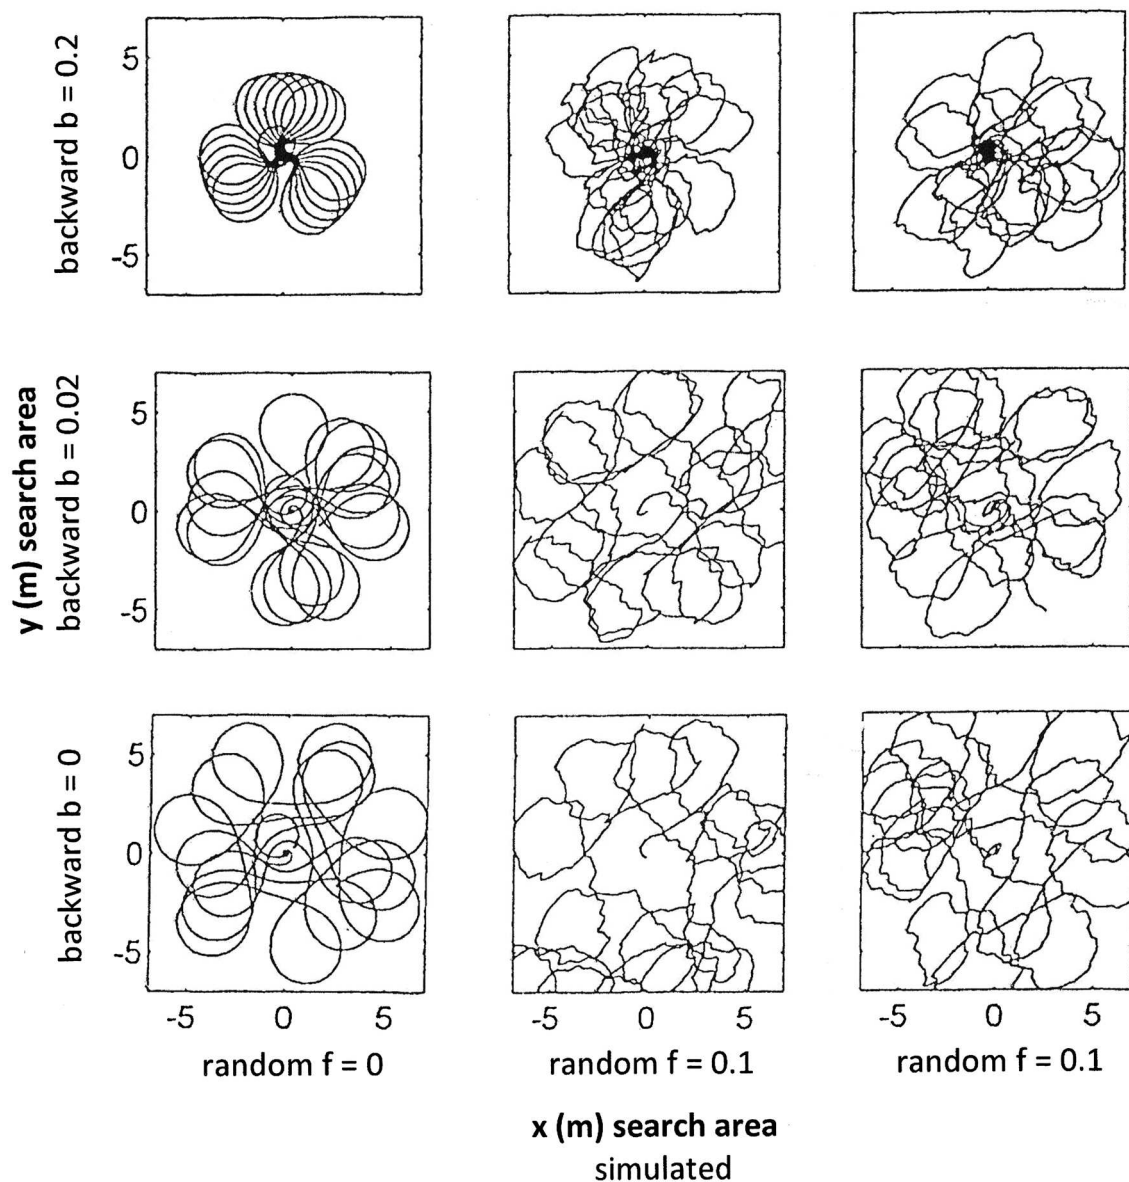 backward b = 0.2
5
0
-5
y (m) search area
backward b = 0.02
5
0
-5
backward b = 0
5
0
-5
-5 0 5
-5 0 5
-5 0 5
random f = 0
random f = 0.1
random f = 0.1
x (m) search area
simulated